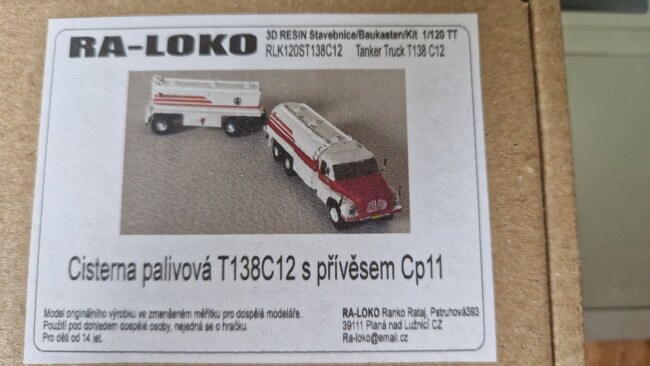 RA-LOKO
3D RESIN Stavebnice/Baukasten/Kit 1/120 TT
RLK120ST138C12 Tanker Truck T138 C12
Cisterna palivová T138C12 s přívěsem Cp11
Model originálního výrobku ve zmenšeném měřítku pro dospělé modeláře.
Použití pod dohledem dospělé osoby, nejedná se o hračku.
Pro děti od 14 let.
RA-LOKO Ranko Rataj, Pstruhová393
39111 Planá nad Lužnicí CZ
Ra-loko@email.cz